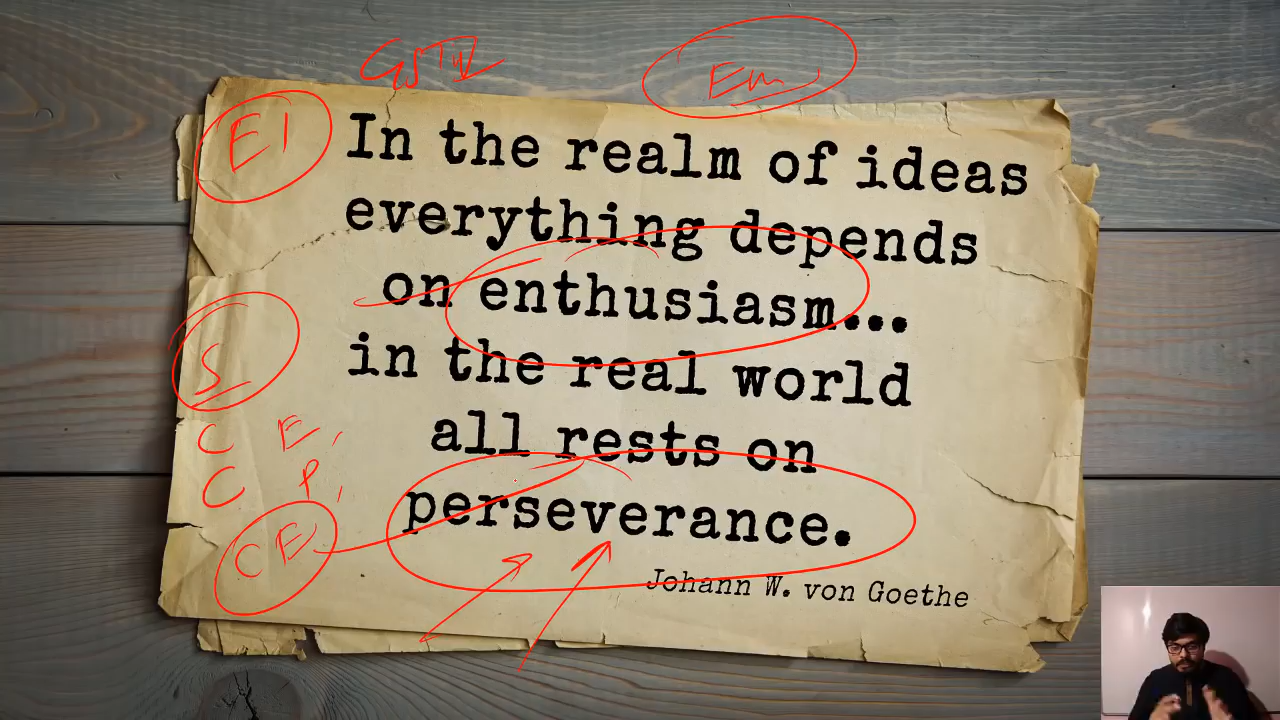 Em
EI
In the realm of ideas
everything depends
on enthusiasm...
S
in the real world
C E,
all rests on
C P,
perseverance.
CE,
Johann W. von Goethe